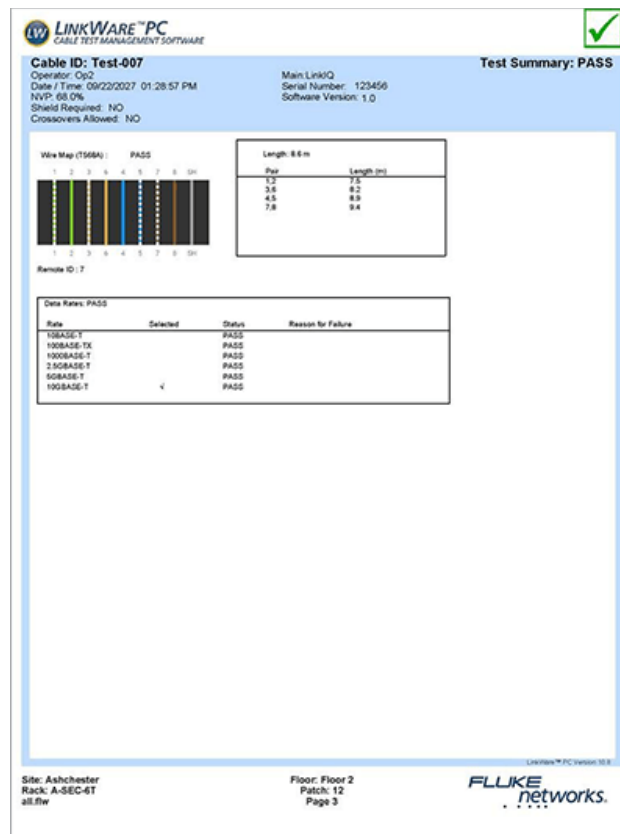 LW LINKWARE™PC
CABLE TEST MANAGEMENT SOFTWARE
Cable ID: Test-007
Test Summary: PASS
Operator: Op2
Date / Time: 09/22/2027 01:28:57 PM
NVP: 68.0%
Shield Required: NO
Crossovers Allowed: NO
Main:LinkIQ
Serial Number: 123456
Software Version: 1.0
Wire Map (T568A) : PASS
1 2 3 6 4 5 7 8 SH
1 2 3 6 4 5 7 8 SH
Remote ID : 7
Length: 8.6 m
Pair Length (m)
1,2 7.5
3,6 8.2
4,5 8.9
7,8 9.4
Data Rates: PASS
Rate Selected Status Reason for Failure
10BASE-T PASS
100BASE-TX PASS
1000BASE-T PASS
2.5GBASE-T PASS
5GBASE-T PASS
10GBASE-T √ PASS
LinkWare™ PC Version 10.8
Site: Ashchester
Rack: A-SEC-6T
all.flw
Floor: Floor 2
Patch: 12
Page 3
FLUKE
networks.